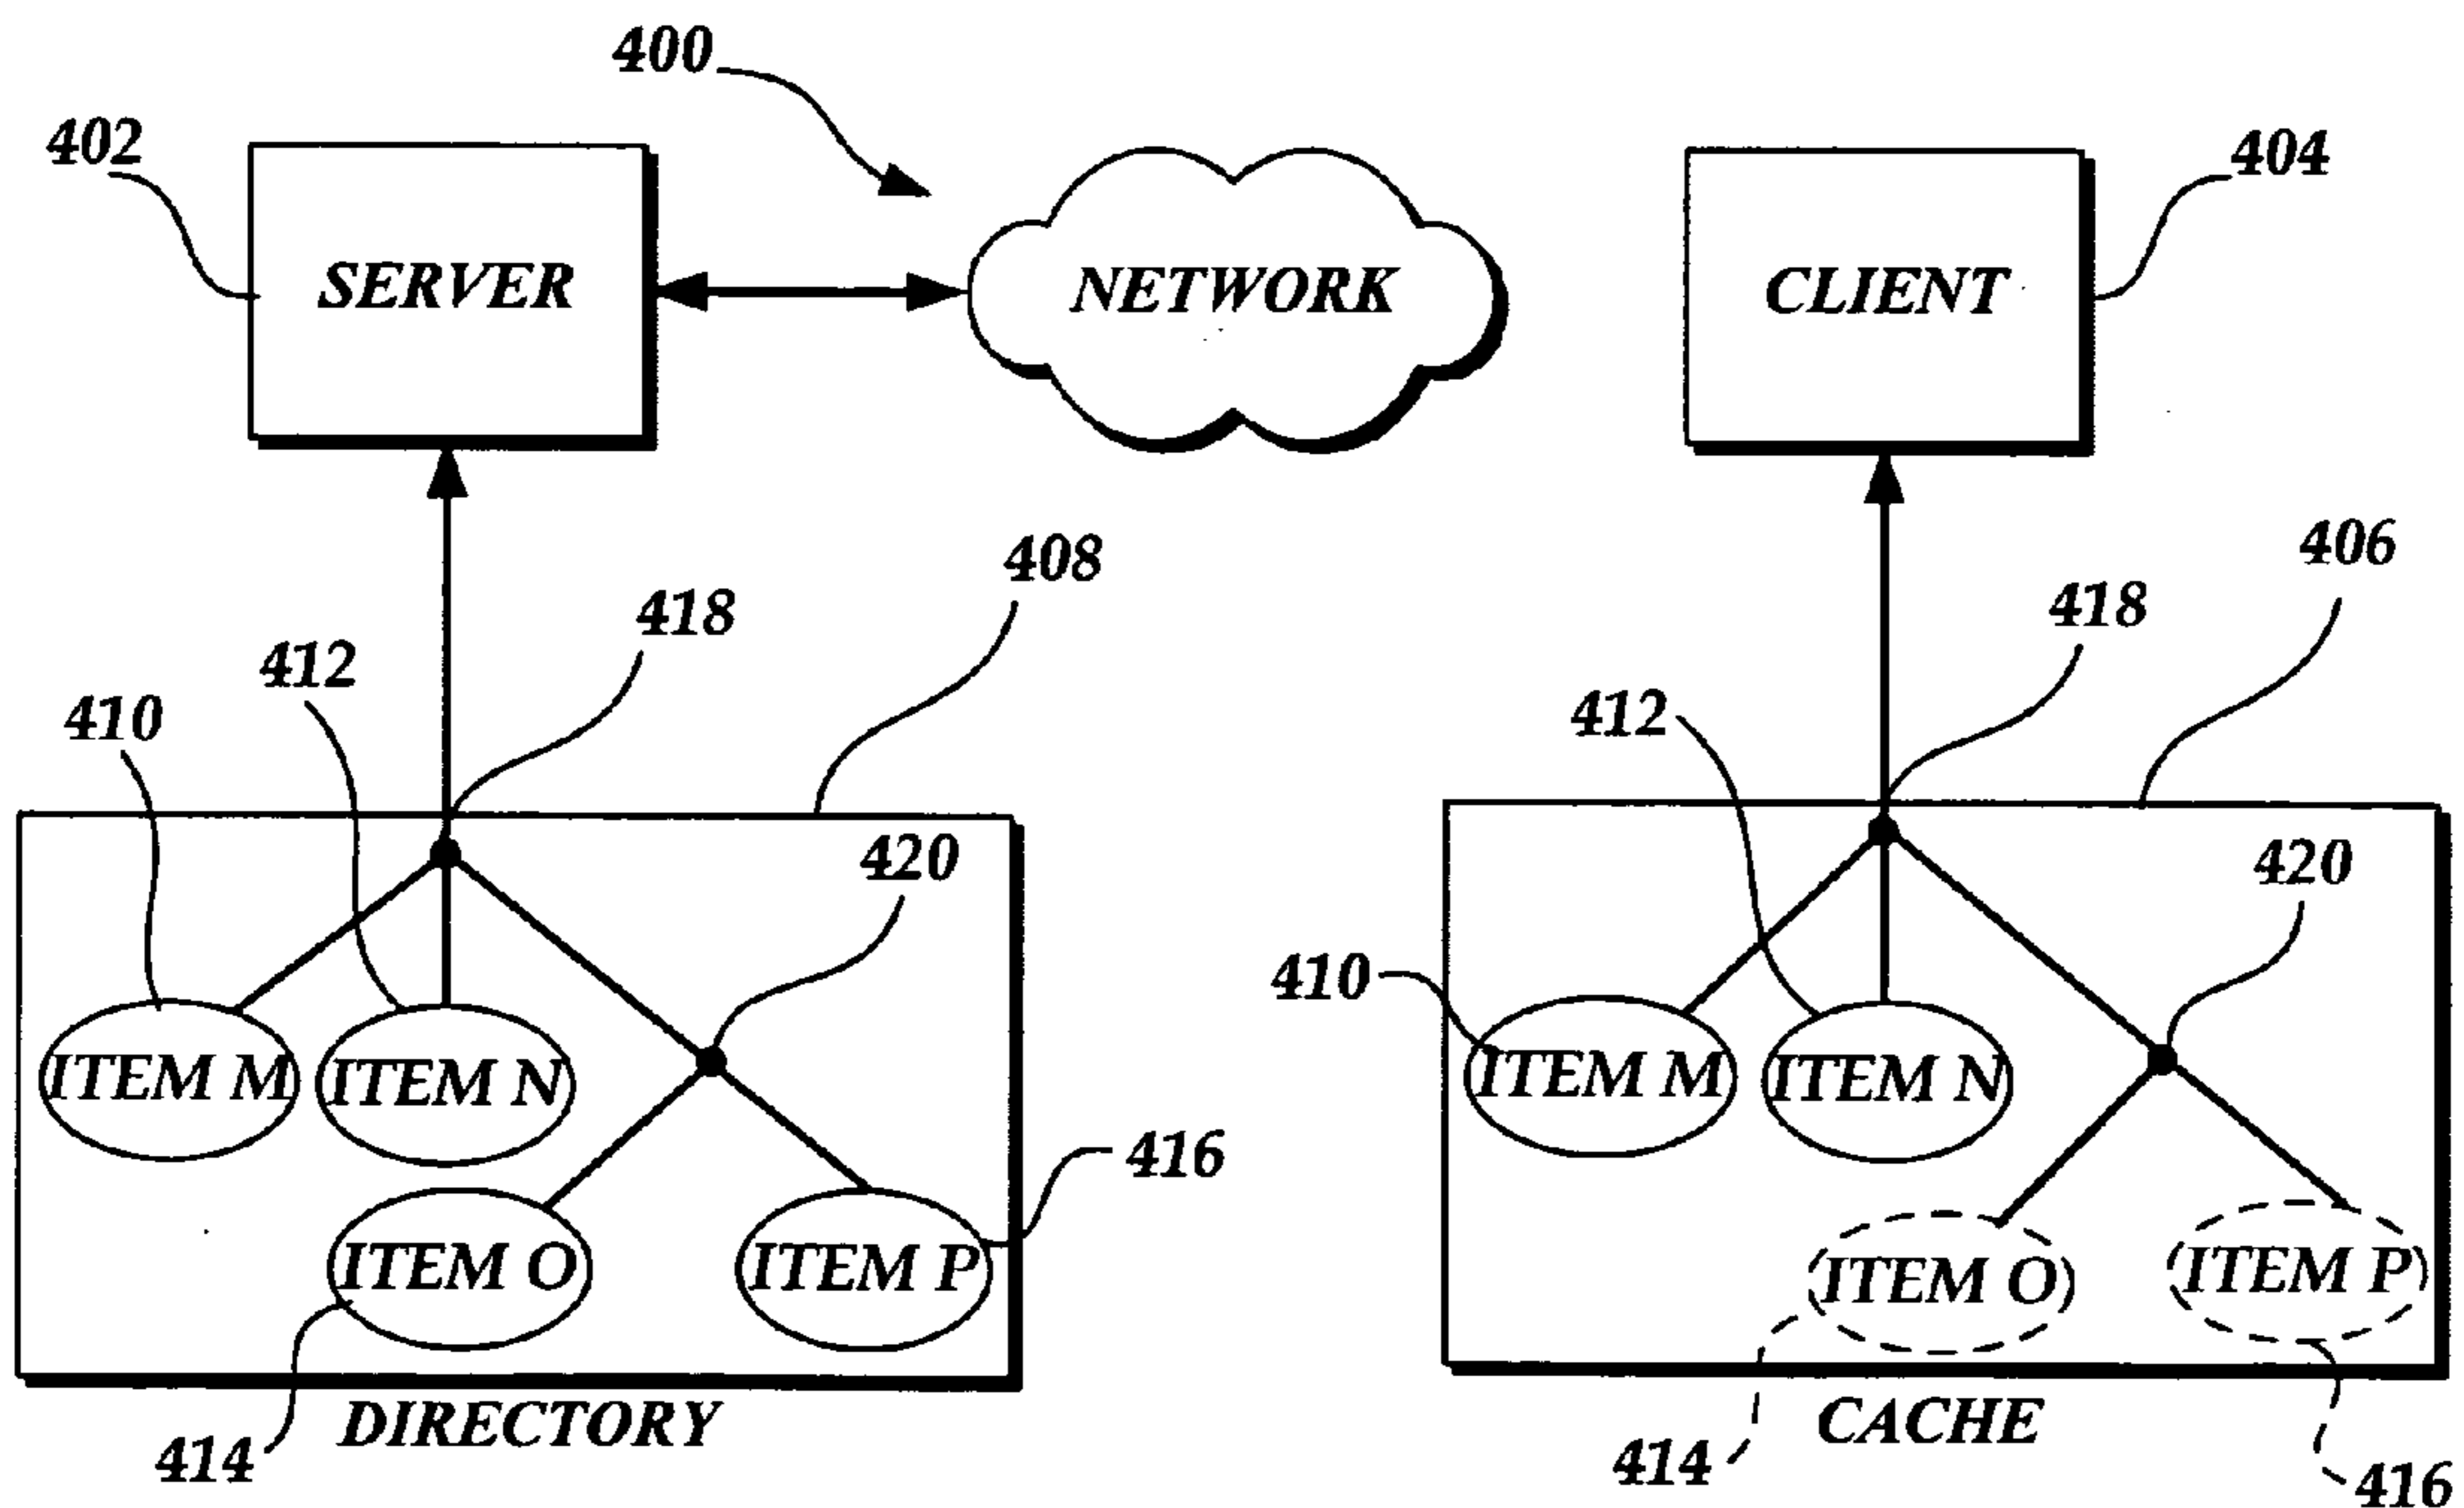 400
402
404
SERVER
NETWORK
CLIENT
408
406
418
418
412
412
410
420
420
410
ITEM M
ITEM N
ITEM M
ITEM N
416
ITEM O
ITEM P
ITEM O
ITEM P
DIRECTORY
CACHE
414
414
416